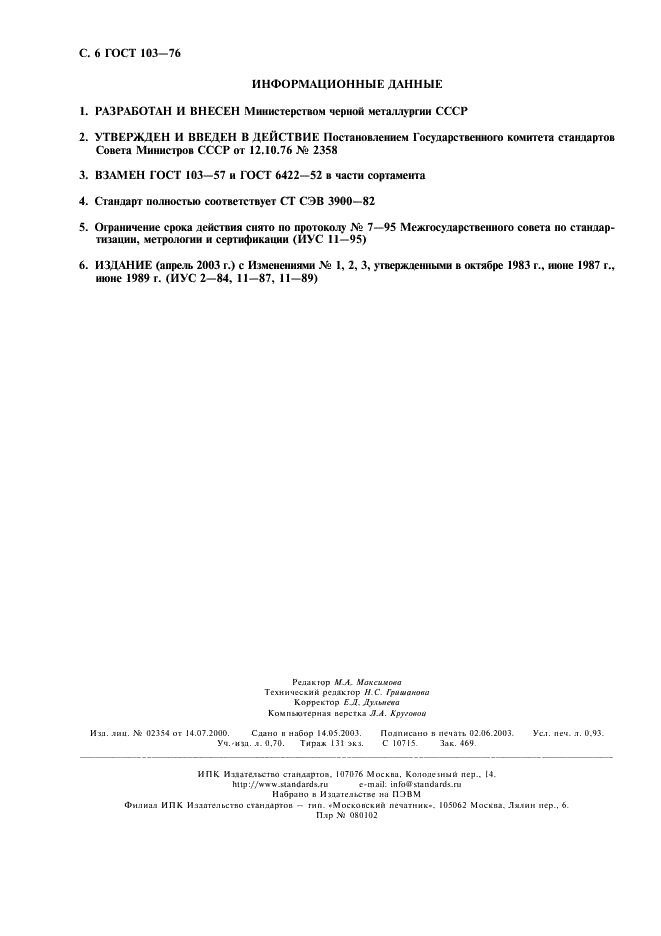 С. 6 ГОСТ 103—76
ИНФОРМАЦИОННЫЕ ДАННЫЕ
1. РАЗРАБОТАН И ВНЕСЕН Министерством черной металлургии СССР
2. УТВЕРЖДЕН И ВВЕДЕН В ДЕЙСТВИЕ Постановлением Государственного комитета стандартов
Совета Министров СССР от 12.10.76 № 2358
3. ВЗАМЕН ГОСТ 103—57 и ГОСТ 6422—52 в части сортамента
4. Стандарт полностью соответствует СТ СЭВ 3900—82
5. Ограничение срока действия снято по протоколу № 7—95 Межгосударственного совета по стандар-
тизации, метрологии и сертификации (ИУС 11—95)
6. ИЗДАНИЕ (апрель 2003 г.) с Изменениями № 1, 2, 3, утвержденными в октябре 1983 г., июне 1987 г.,
июне 1989 г. (ИУС 2—84, 11—87, 11—89)
Редактор М.А. Максимова
Технический редактор Н.С. Гришанова
Корректор Е.Д. Дульнева
Компьютерная верстка Л.А. Круговой
Изд. лиц. № 02354 от 14.07.2000. Сдано в набор 14.05.2003. Подписано в печать 02.06.2003. Усл. печ. л. 0,93.
Уч.-изд. л. 0,70. Тираж 131 экз. С 10715. Зак. 469.
ИПК Издательство стандартов, 107076 Москва, Колодезный пер., 14.
http://www.standards.ru e-mail: info@standards.ru
Набрано в Издательстве на ПЭВМ
Филиал ИПК Издательство стандартов — тип. «Московский печатник», 105062 Москва, Лялин пер., 6.
Плр № 080102